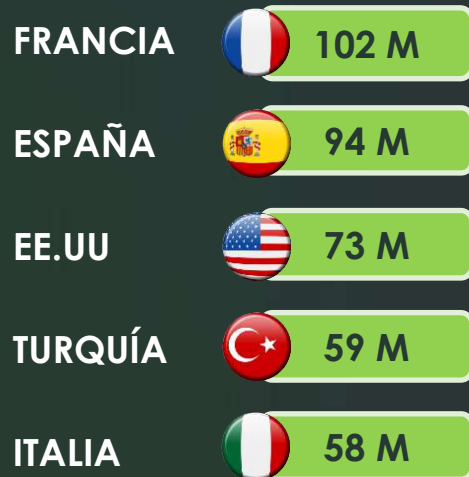 FRANCIA 102 M
ESPAÑA 94 M
EE.UU 73 M
TURQUÍA 59 M
ITALIA 58 M